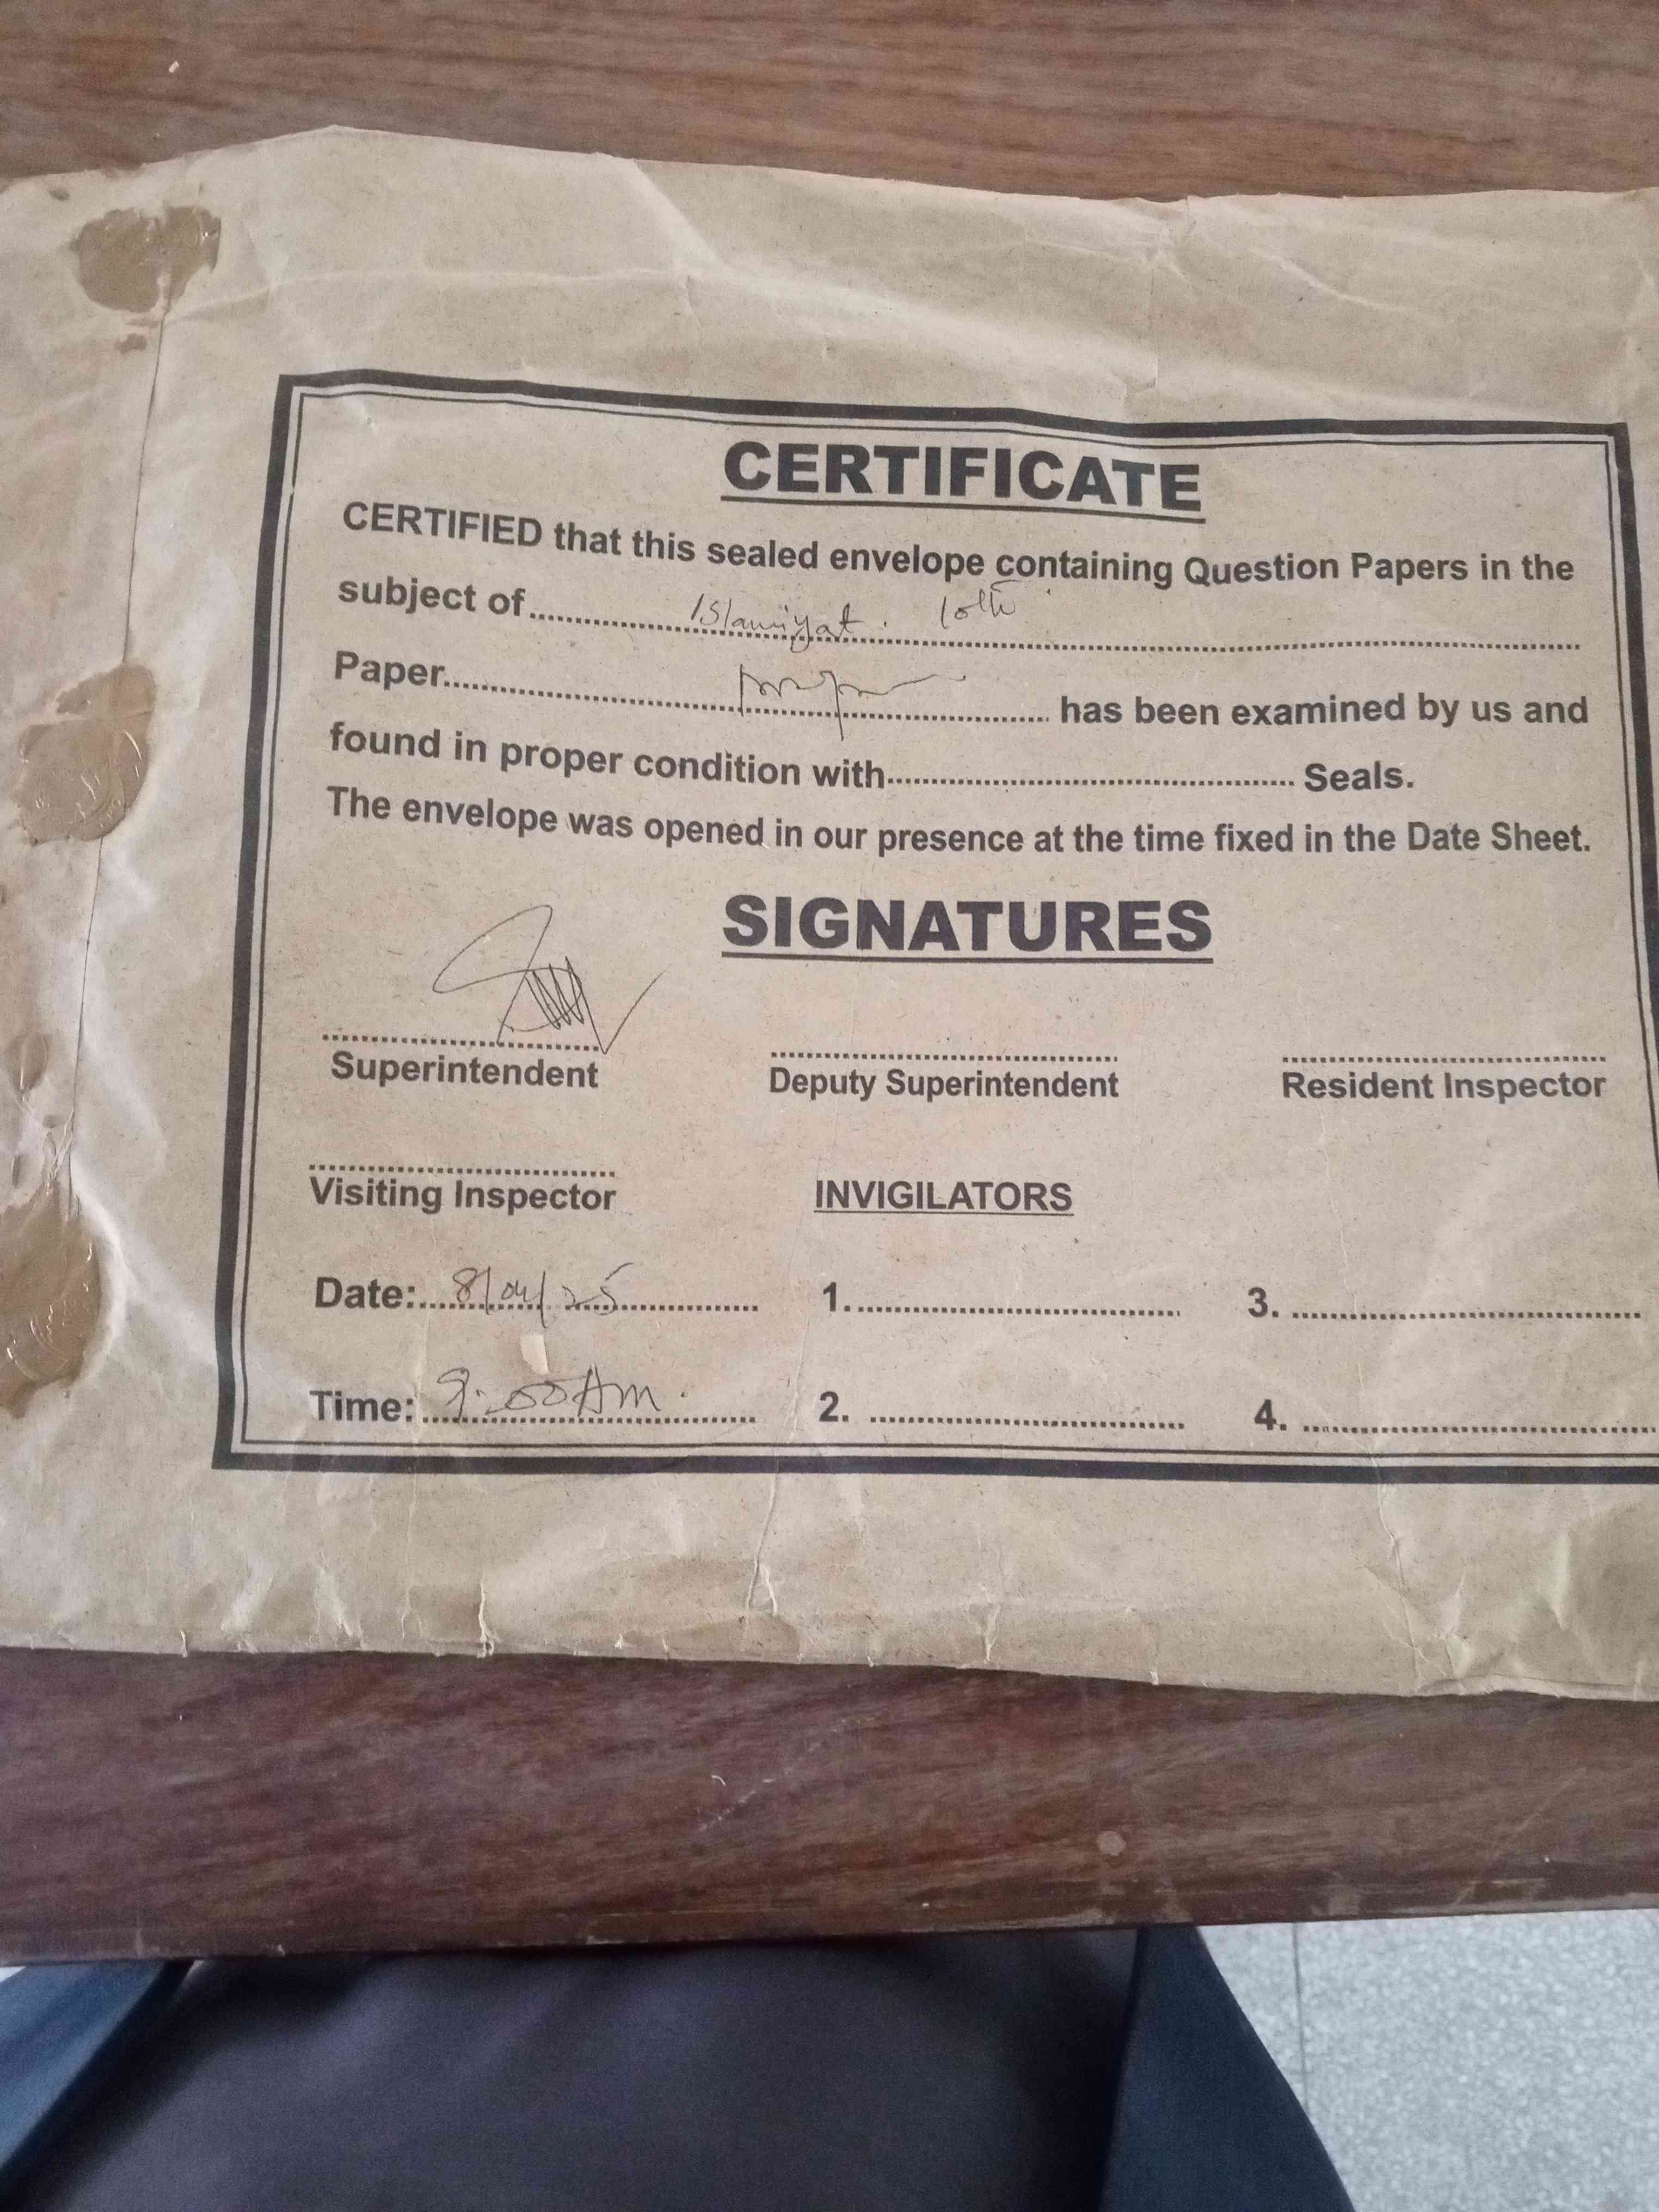 CERTIFICATE
CERTIFIED that this sealed envelope containing Question Papers in the
subject of.......... Islamiyat. 10th ..........
Paper.......... has been examined by us and
found in proper condition with.......... Seals.
The envelope was opened in our presence at the time fixed in the Date Sheet.
SIGNATURES
Superintendent Deputy Superintendent Resident Inspector
Visiting Inspector INVIGILATORS
Date:.... 8/04/25 .......... 1. .......... 3. ..........
Time: 9:00 Am. .......... 2. .......... 4. ..........